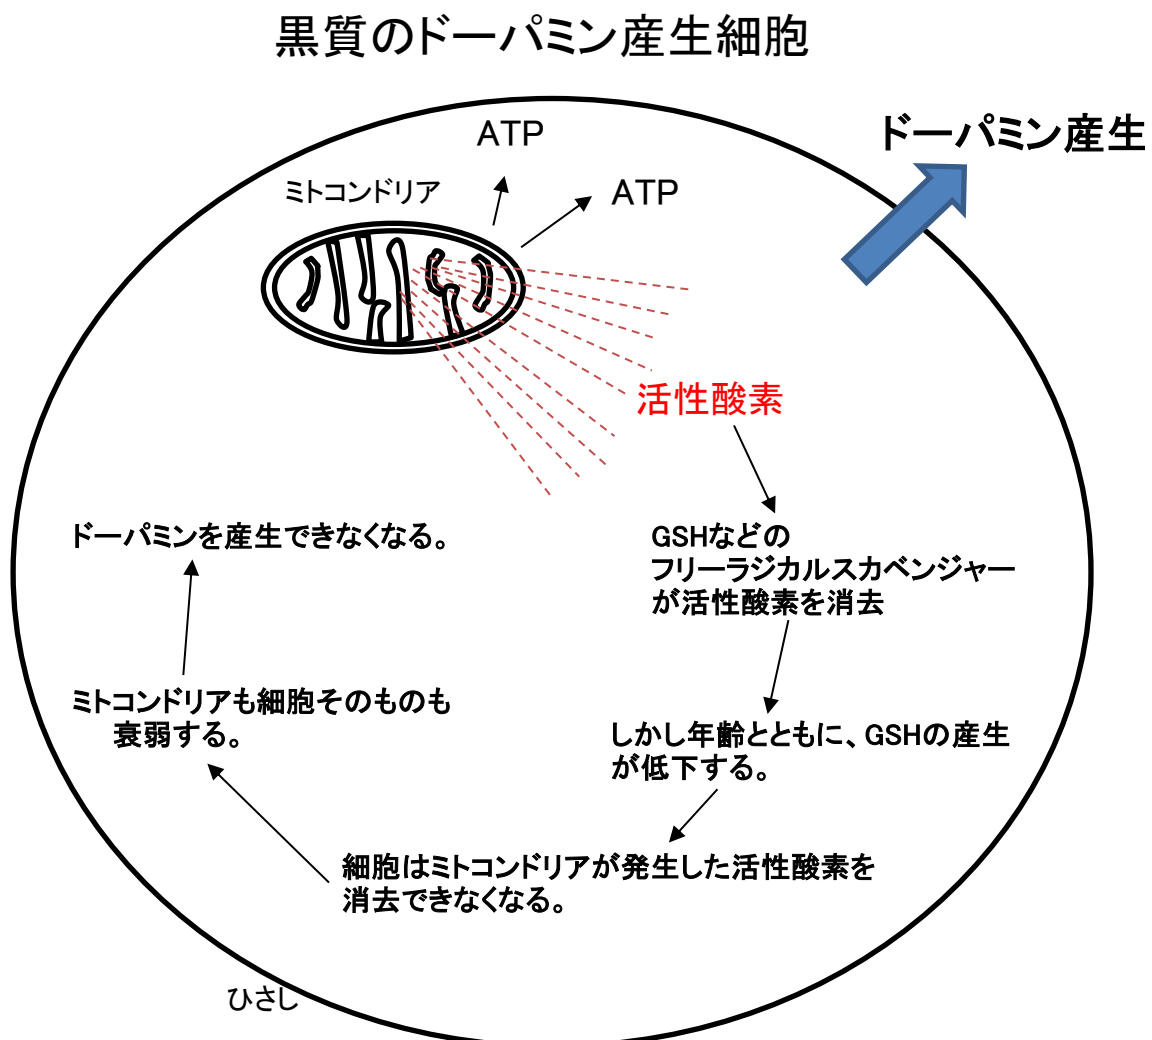 黒質のドーパミン産生細胞
ドーパミン産生
ATP
ATP
ミトコンドリア
活性酸素
GSHなどの
フリーラジカルスカベンジャー
が活性酸素を消去
しかし年齢とともに、GSHの産生
が低下する。
細胞はミトコンドリアが発生した活性酸素を
消去できなくなる。
ミトコンドリアも細胞そのものも
衰弱する。
ドーパミンを産生できなくなる。
ひさし